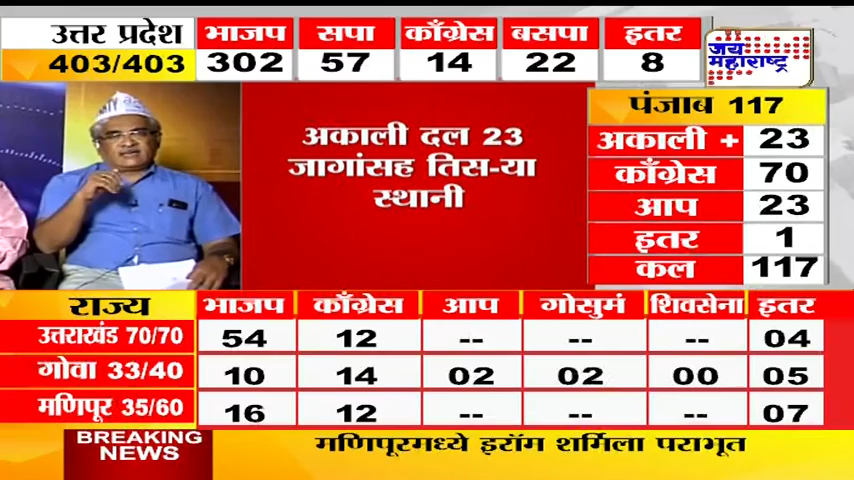 उत्तर प्रदेश भाजप सपा काँग्रेस बसपा इतर
403/403 302 57 14 22 8
जय
महाराष्ट्र
अकाली दल 23
जागांसह तिस-या
स्थानी
पंजाब 117
अकाली + 23
काँग्रेस 70
आप 23
इतर 1
कल 117
राज्य भाजप काँग्रेस आप गोसुमं शिवसेना इतर
उत्तराखंड 70/70 54 12 -- -- -- 04
गोवा 33/40 10 14 02 02 00 05
मणिपूर 35/60 16 12 -- -- -- 07
BREAKING
NEWS
मणिपूरमध्ये इरॉम शर्मिला पराभूत